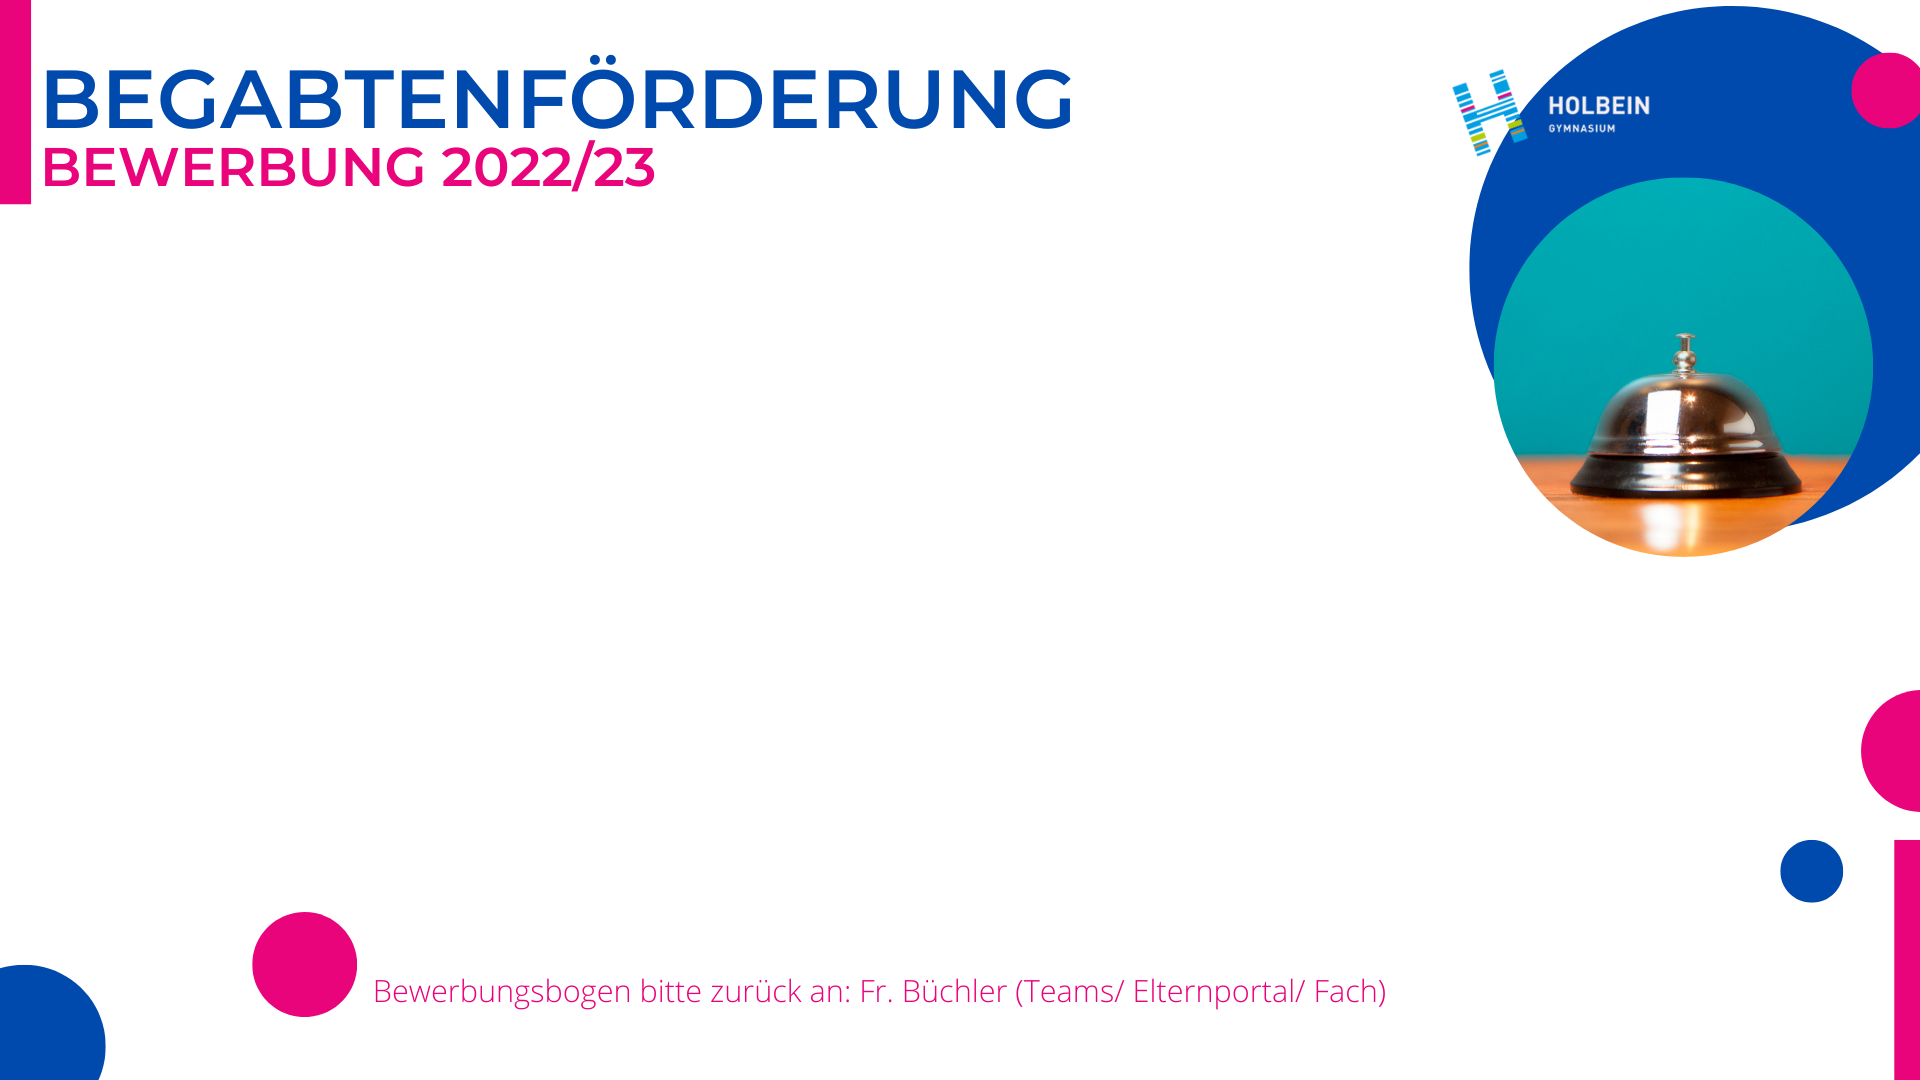 BEGABTENFÖRDERUNG
BEWERBUNG 2022/23
HOLBEIN
GYMNASIUM
Bewerbungsbogen bitte zurück an: Fr. Büchler (Teams/ Elternportal/ Fach)